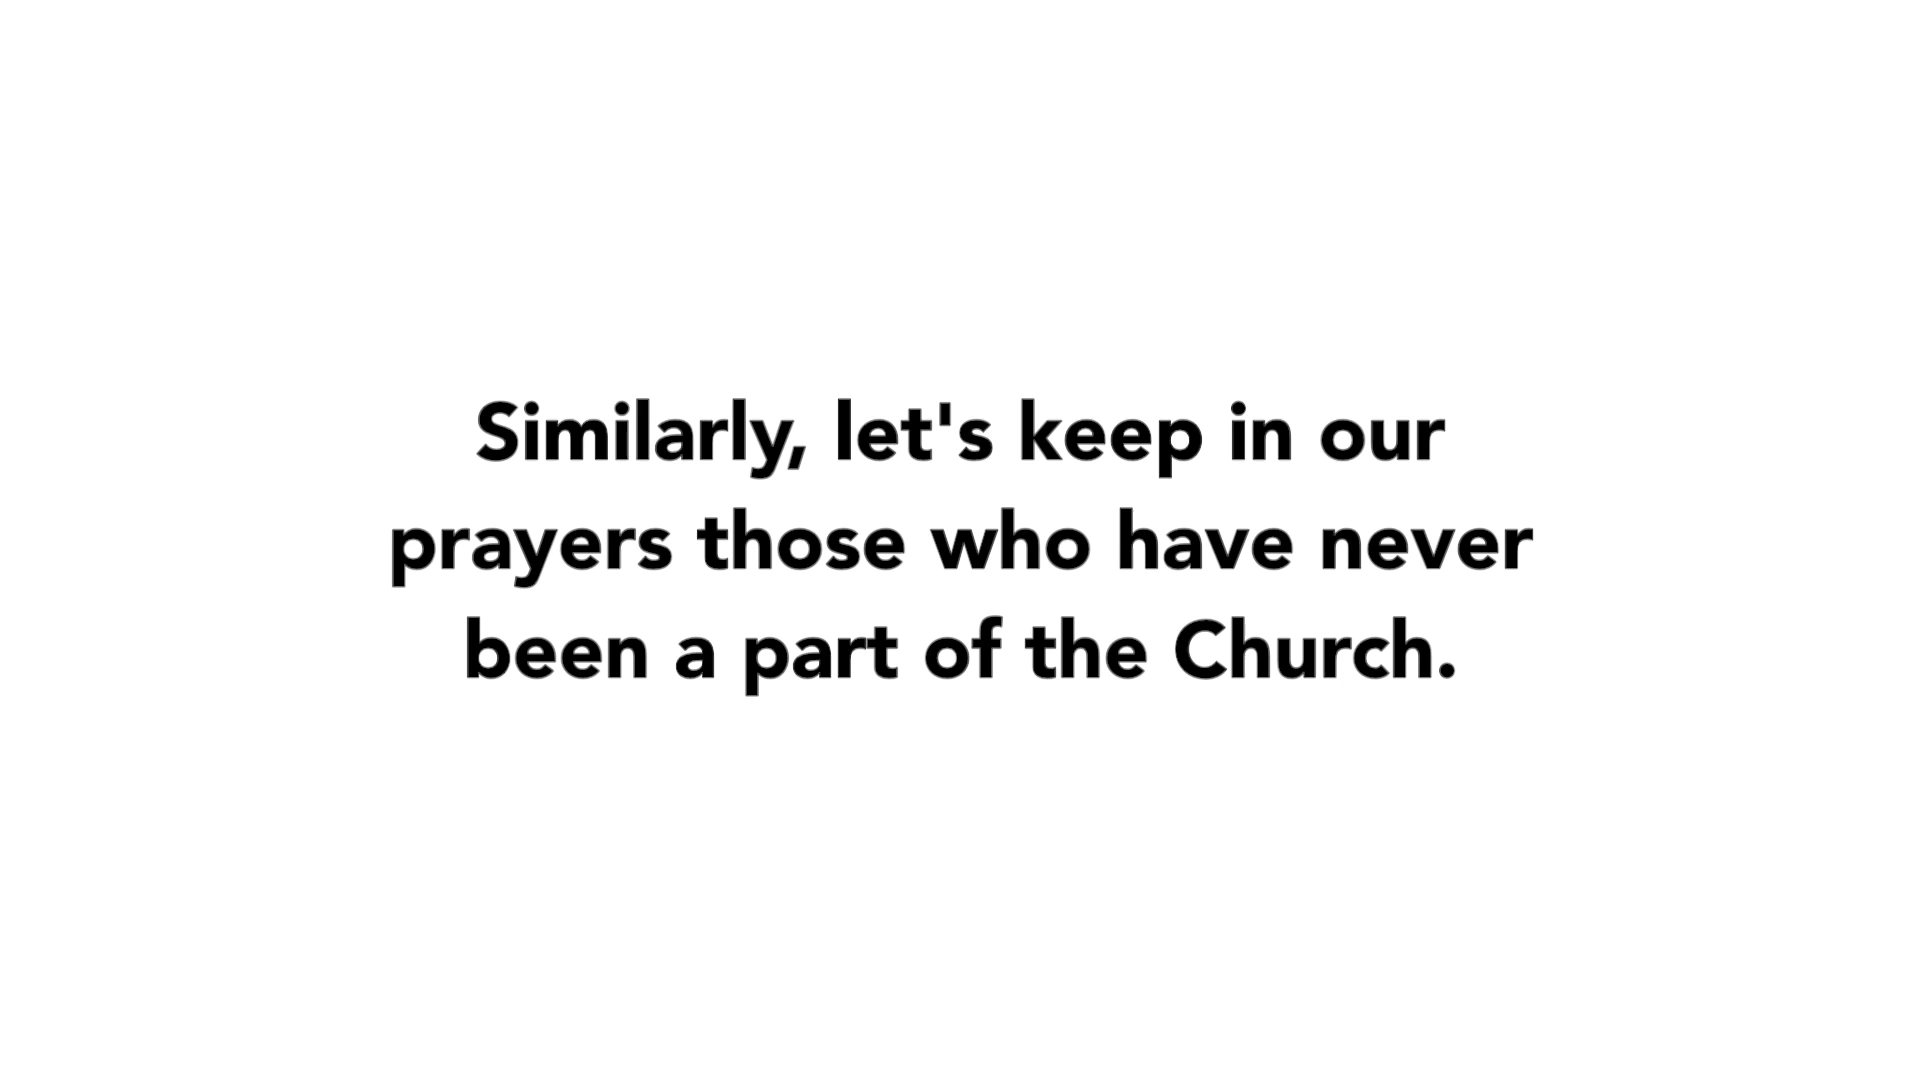 Similarly, let's keep in our
prayers those who have never
been a part of the Church.